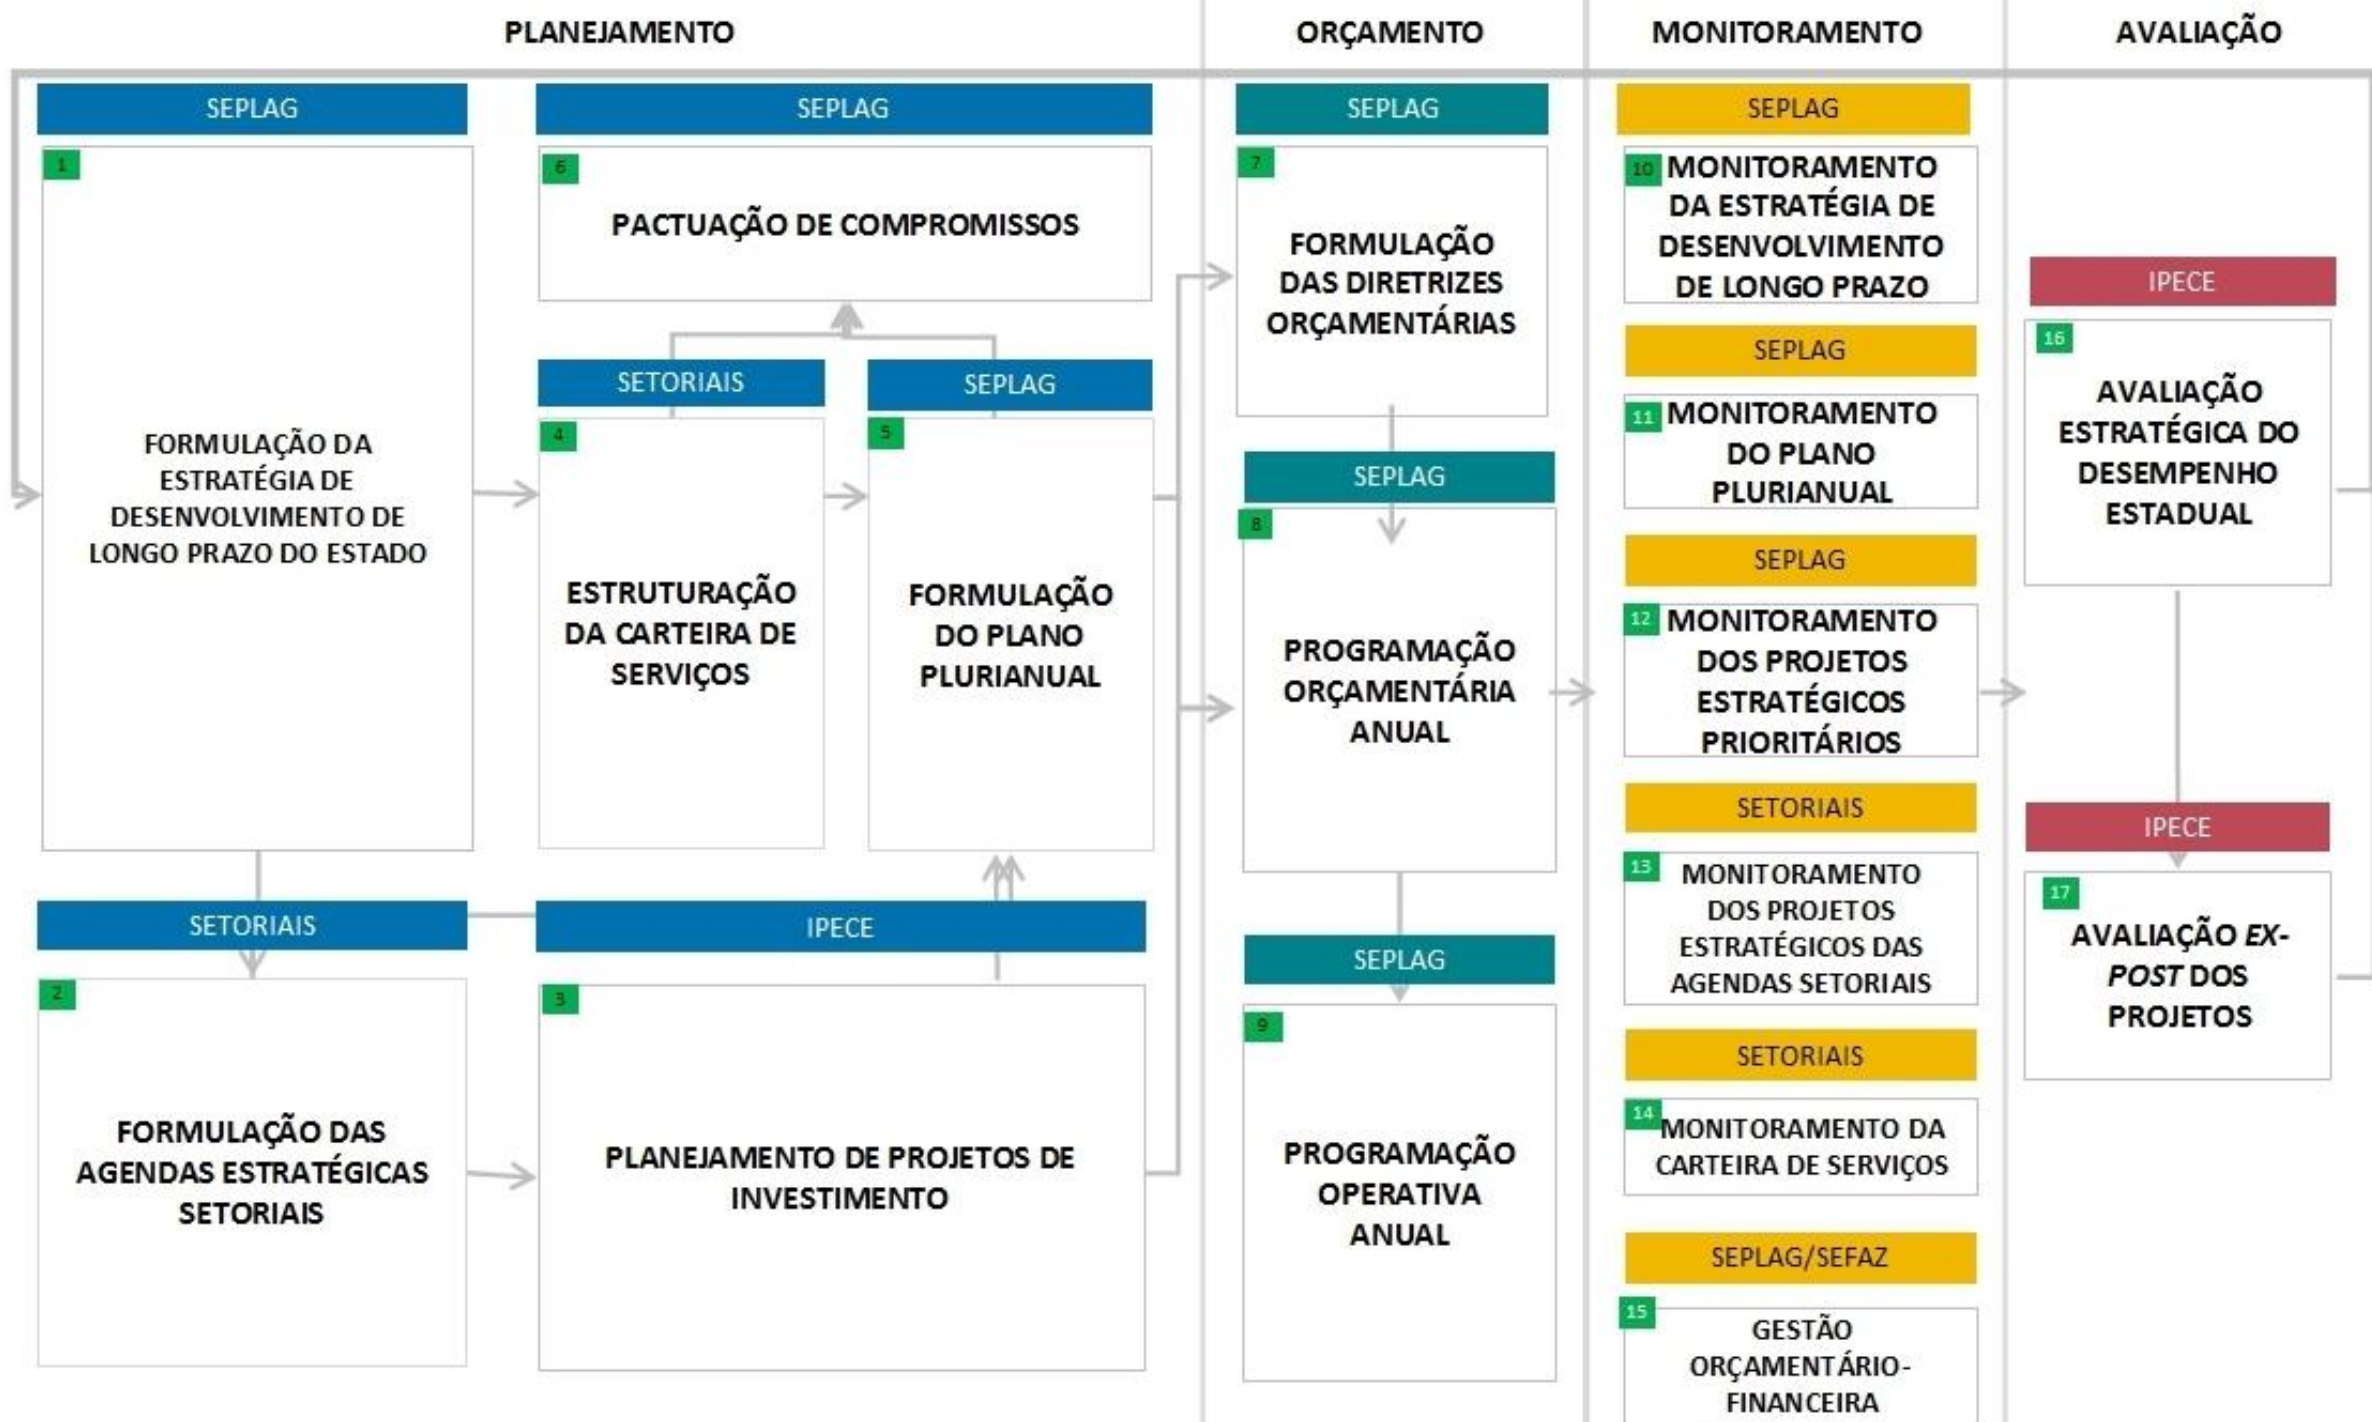 PLANEJAMENTO
SEPLAG
1
FORMULAÇÃO DA
ESTRATÉGIA DE
DESENVOLVIMENTO DE
LONGO PRAZO DO ESTADO
SEPLAG
6
PACTUAÇÃO DE COMPROMISSOS
SETORIAIS
4
ESTRUTURAÇÃO
DA CARTEIRA DE
SERVIÇOS
SEPLAG
5
FORMULAÇÃO
DO PLANO
PLURIANUAL
SETORIAIS
2
FORMULAÇÃO DAS
AGENDAS ESTRATÉGICAS
SETORIAIS
IPECE
3
PLANEJAMENTO DE PROJETOS DE
INVESTIMENTO
ORÇAMENTO
SEPLAG
7
FORMULAÇÃO
DAS DIRETRIZES
ORÇAMENTÁRIAS
SEPLAG
8
PROGRAMAÇÃO
ORÇAMENTÁRIA
ANUAL
SEPLAG
9
PROGRAMAÇÃO
OPERATIVA
ANUAL
MONITORAMENTO
SEPLAG
10
MONITORAMENTO
DA ESTRATÉGIA DE
DESENVOLVIMENTO
DE LONGO PRAZO
SEPLAG
11
MONITORAMENTO
DO PLANO
PLURIANUAL
SEPLAG
12
MONITORAMENTO
DOS PROJETOS
ESTRATÉGICOS
PRIORITÁRIOS
SETORIAIS
13
MONITORAMENTO
DOS PROJETOS
ESTRATÉGICOS DAS
AGENDAS SETORIAIS
SETORIAIS
14
MONITORAMENTO DA
CARTEIRA DE SERVIÇOS
SEPLAG/SEFAZ
15
GESTÃO
ORÇAMENTÁRIO-
FINANCEIRA
AVALIAÇÃO
IPECE
16
AVALIAÇÃO
ESTRATÉGICA DO
DESEMPENHO
ESTADUAL
IPECE
17
AVALIAÇÃO EX-
POST DOS
PROJETOS